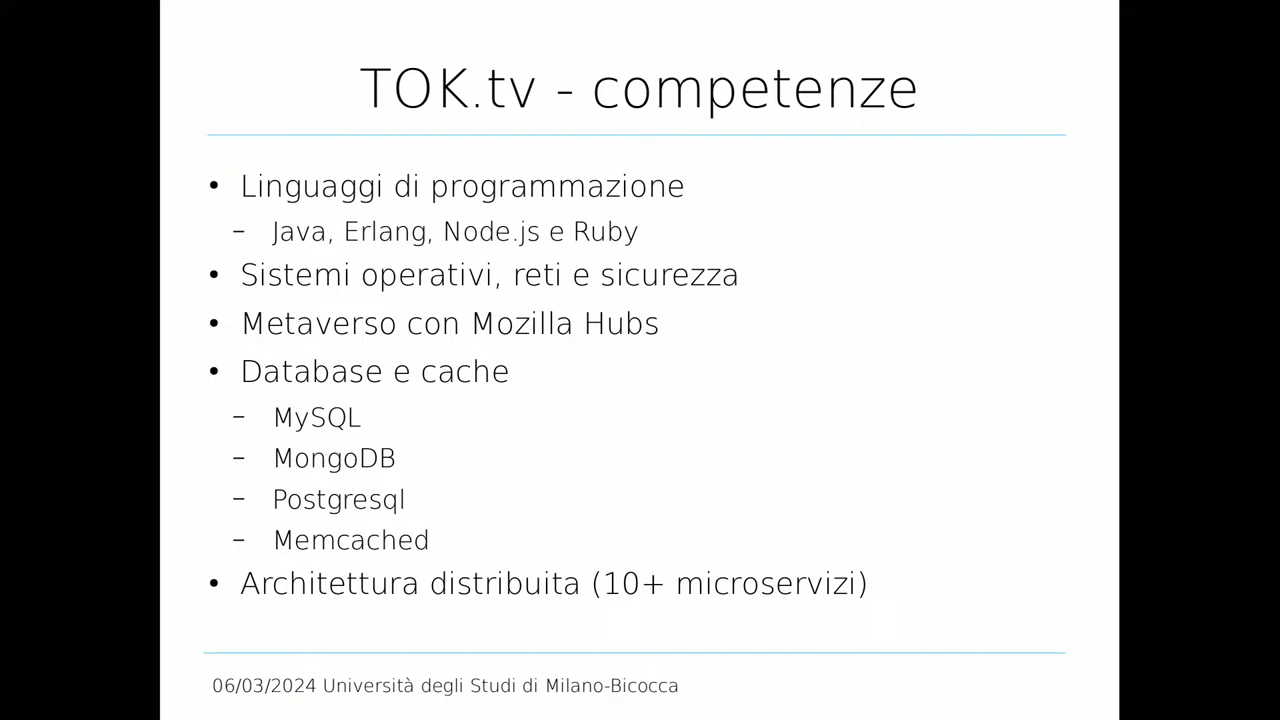 TOK.tv - competenze
• Linguaggi di programmazione
– Java, Erlang, Node.js e Ruby
• Sistemi operativi, reti e sicurezza
• Metaverso con Mozilla Hubs
• Database e cache
– MySQL
– MongoDB
– Postgresql
– Memcached
• Architettura distribuita (10+ microservizi)
06/03/2024 Università degli Studi di Milano-Bicocca